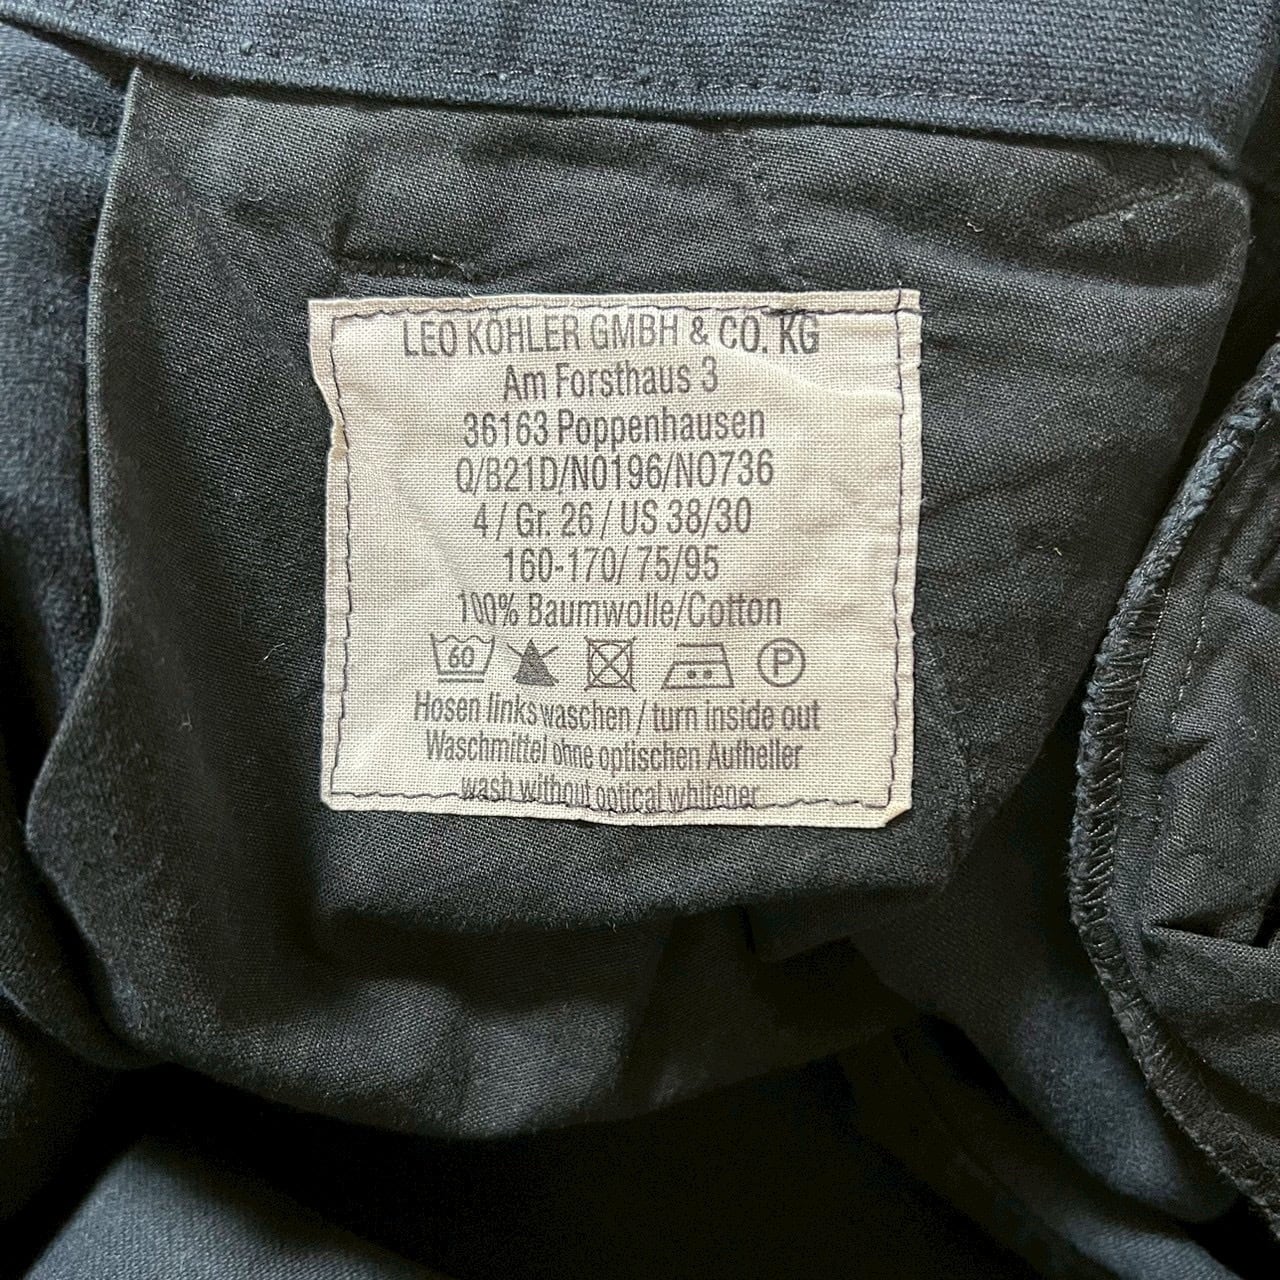 LEO KÖHLER GMBH & CO. KG
Am Forsthaus 3
36163 Poppenhausen
Q/B21D/N0196/NO736
4 / Gr. 26 / US 38/30
160-170/ 75/95
100% Baumwolle/Cotton
60 P
Hosen links waschen / turn inside out
Waschmittel ohne optischen Aufheller
wash without optical whitener